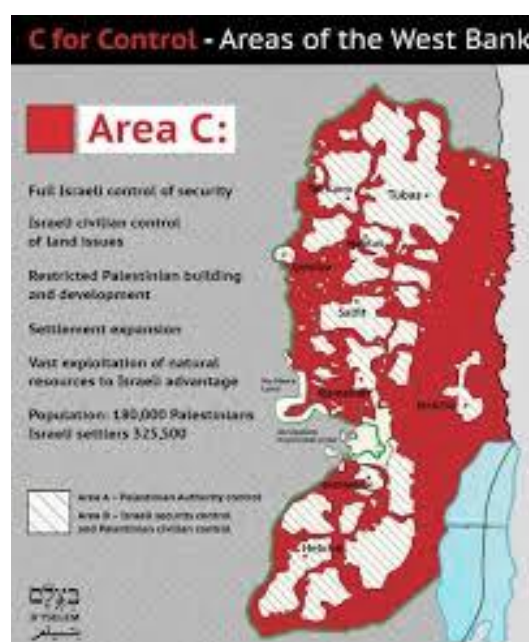 C for Control - Areas of the West Bank
Area C:
Full Israeli control of security
Israeli civilian control
of land issues
Restricted Palestinian building
and development
Settlement expansion
Vast exploitation of natural
resources to Israeli advantage
Population: 180,000 Palestinians
Israeli settlers 325,500
Tubas
Salfit
Ramallah
Jericho
Hebron
Area A - Palestinian Authority control
Area B - Israeli security control
and Palestinian civilian control
בצלם
B'TSELEM
بتسيلم